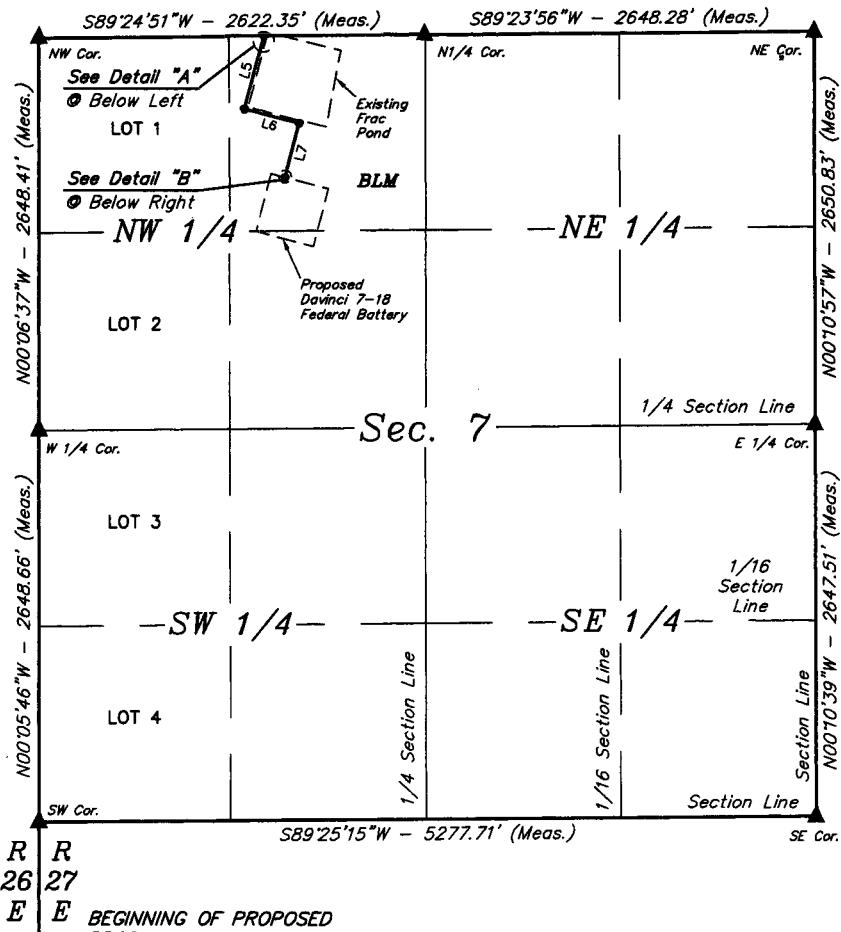 S89°24'51"W - 2622.35' (Meas.)
S89°23'56"W - 2648.28' (Meas.)
NW Cor.
N1/4 Cor.
NE Cor.
See Detail "A"
@ Below Left
L5
LOT 1
L6
Existing
Frac
Pond
L7
See Detail "B"
@ Below Right
BLM
N00°06'37"W - 2648.41' (Meas.)
N00°10'57"W - 2650.83' (Meas.)
NW 1/4
NE 1/4
Proposed
Davinci 7-18
Federal Battery
LOT 2
1/4 Section Line
Sec. 7
W 1/4 Cor.
E 1/4 Cor.
LOT 3
N00°05'46"W - 2648.66' (Meas.)
N00°10'39"W - 2647.51' (Meas.)
1/16
Section
Line
SW 1/4
SE 1/4
LOT 4
1/4 Section Line
1/16 Section Line
Section Line
Section Line
SW Cor.
S89°25'15"W - 5277.71' (Meas.)
SE Cor.
R R
26 27
E E
BEGINNING OF PROPOSED